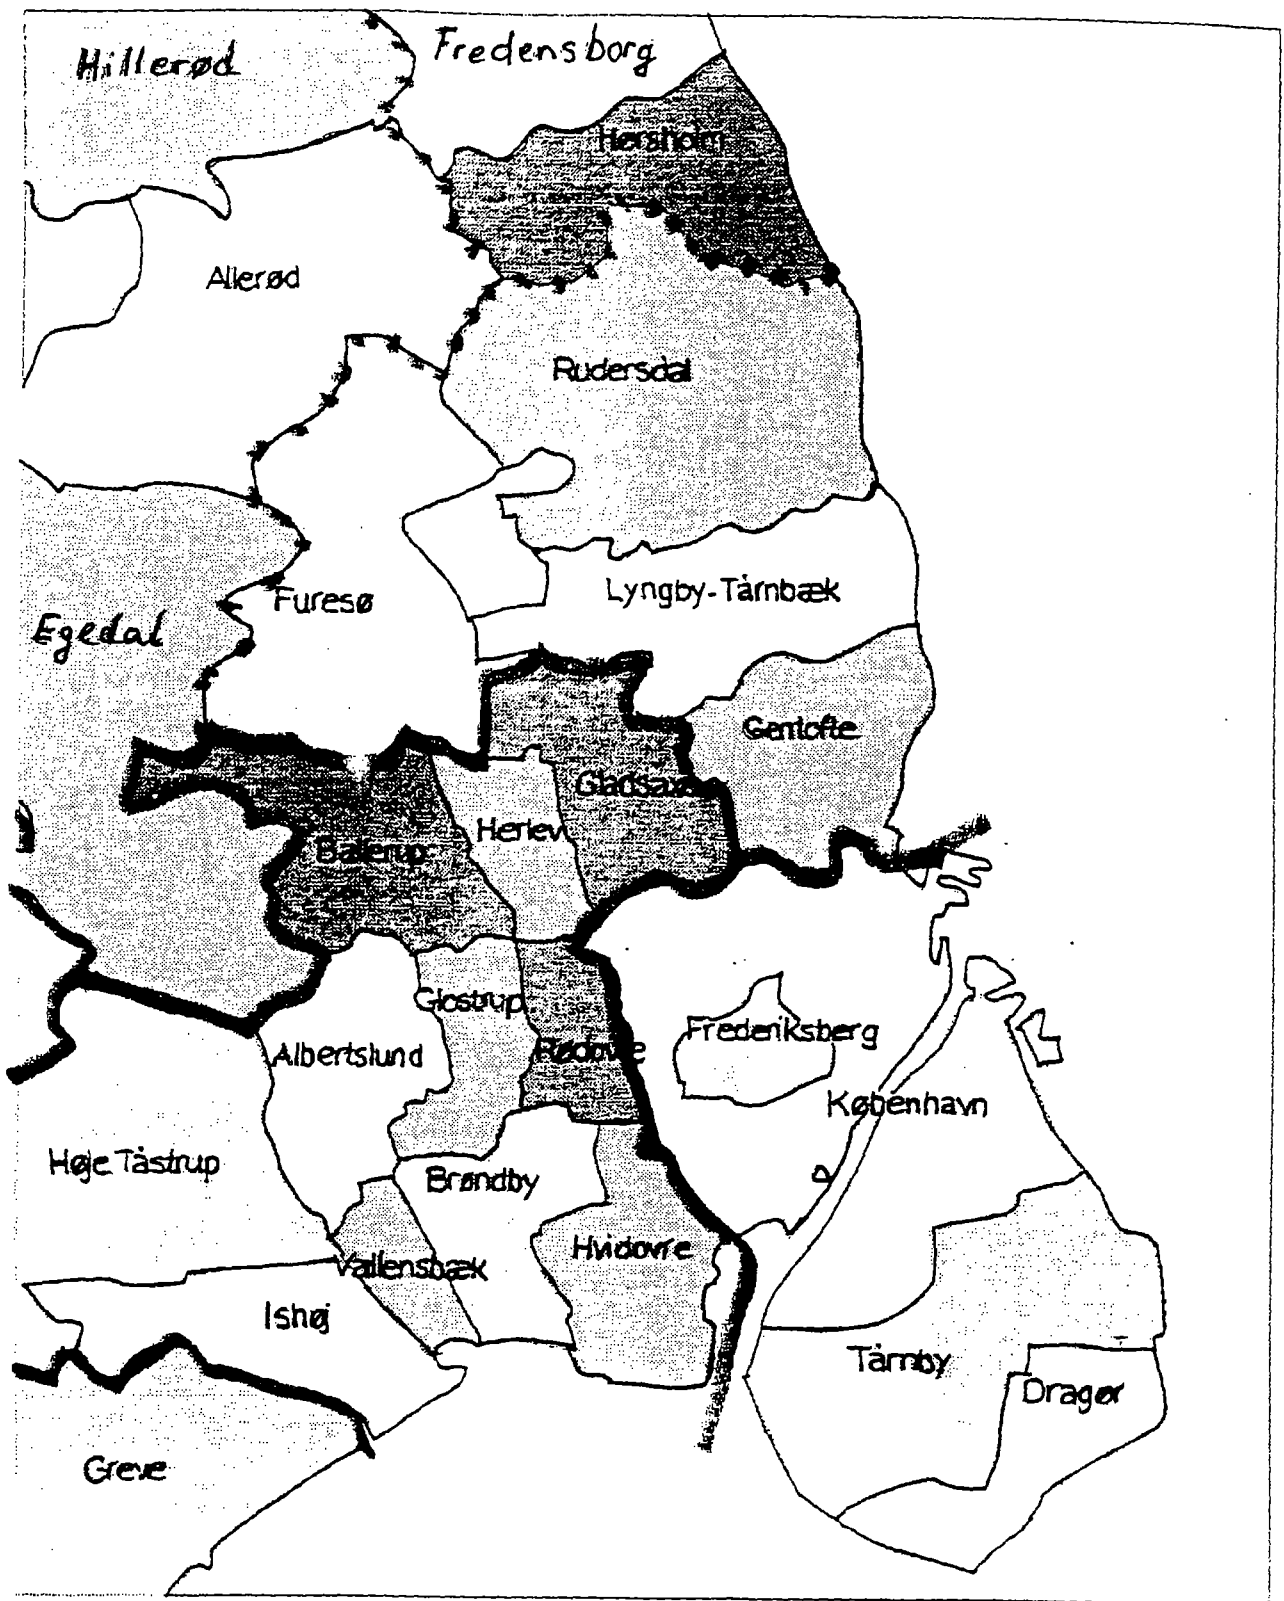 Hillerød
Fredensborg
Hørsholm
Allerød
Rudersdal
Furesø
Lyngby-Tårnbæk
Egedal
Gentofte
Gladsaxe
Herlev
Ballerup
Glostrup
Frederiksberg
Albertslund
Rødovre
København
Høje Tåstrup
Brøndby
Hvidovre
Vallensbæk
Ishøj
Tårnby
Dragør
Greve